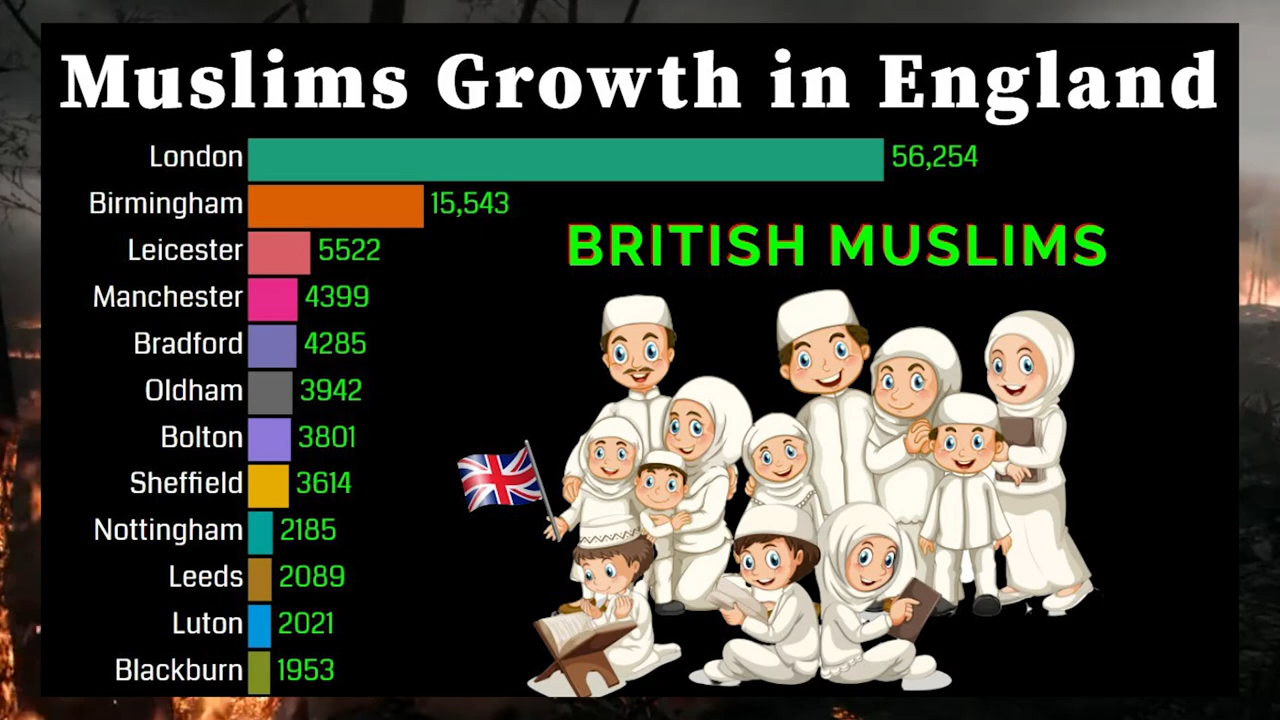 Muslims Growth in England
London 56,254
Birmingham 15,543
Leicester 5522
Manchester 4399
Bradford 4285
Oldham 3942
Bolton 3801
Sheffield 3614
Nottingham 2185
Leeds 2089
Luton 2021
Blackburn 1953
BRITISH MUSLIMS